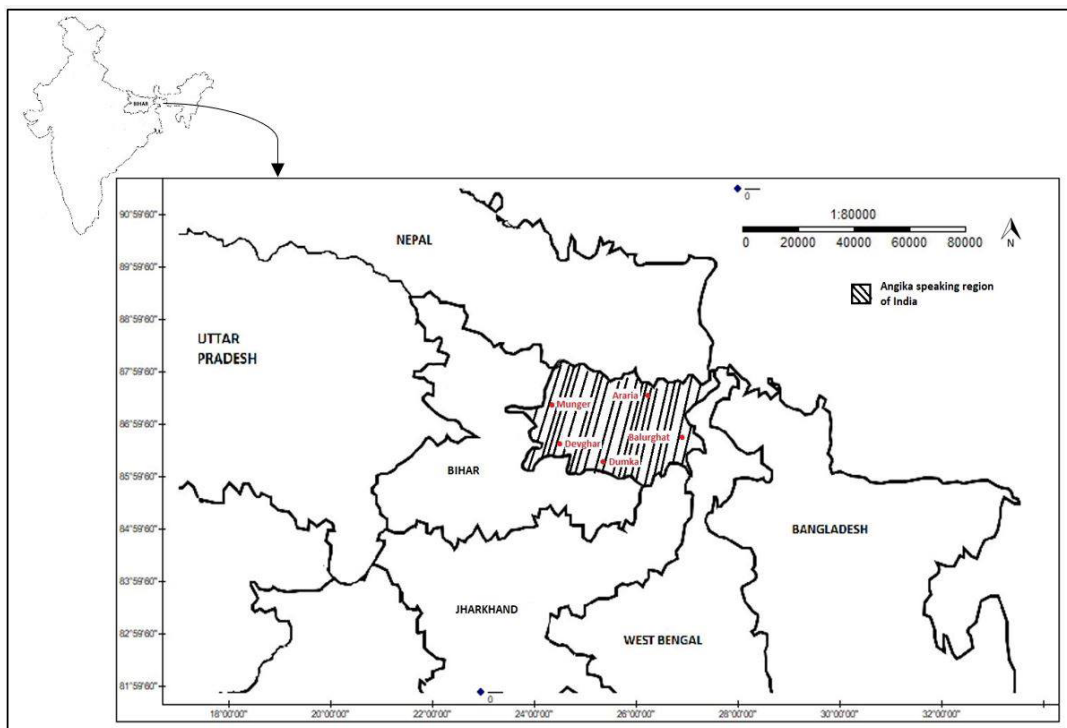 BIHAR
0
90°59'60"
89°59'60"
88°59'60"
87°59'60"
86°59'60"
85°59'60"
84°59'60"
83°59'60"
82°59'60"
81°59'60"
1:80000
0 20000 40000 60000 80000
N
Angika speaking region
of India
NEPAL
UTTAR
PRADESH
Araria
Munger
Balurghat
Devghar
Dumka
BIHAR
BANGLADESH
JHARKHAND
WEST BENGAL
0
18°00'00" 20°00'00" 22°00'00" 24°00'00" 26°00'00" 28°00'00" 30°00'00" 32°00'00"